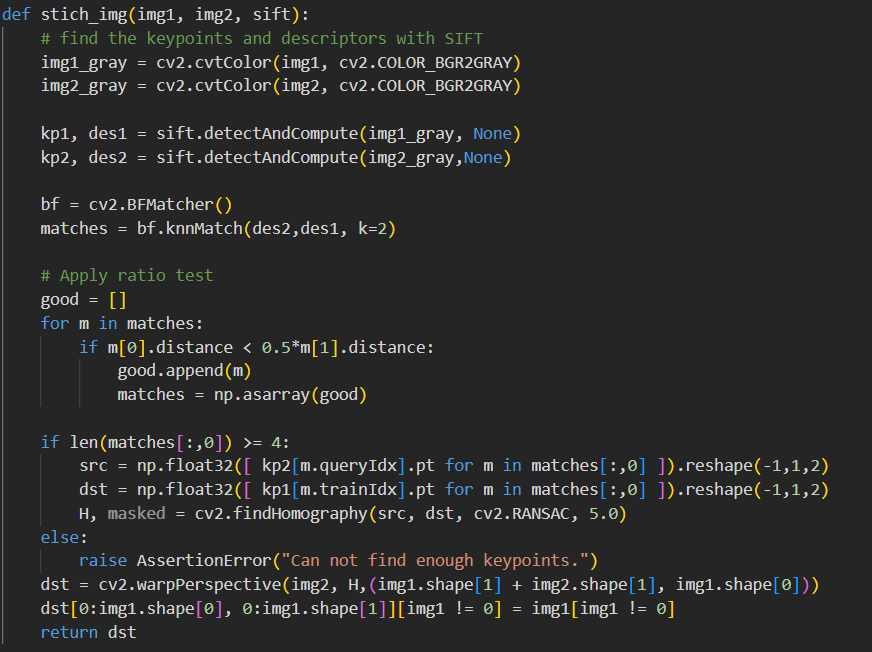 def stich_img(img1, img2, sift):
    # find the keypoints and descriptors with SIFT
    img1_gray = cv2.cvtColor(img1, cv2.COLOR_BGR2GRAY)
    img2_gray = cv2.cvtColor(img2, cv2.COLOR_BGR2GRAY)

    kp1, des1 = sift.detectAndCompute(img1_gray, None)
    kp2, des2 = sift.detectAndCompute(img2_gray,None)

    bf = cv2.BFMatcher()
    matches = bf.knnMatch(des2,des1, k=2)

    # Apply ratio test
    good = []
    for m in matches:
        if m[0].distance < 0.5*m[1].distance:
            good.append(m)
            matches = np.asarray(good)

    if len(matches[:,0]) >= 4:
        src = np.float32([ kp2[m.queryIdx].pt for m in matches[:,0] ]).reshape(-1,1,2)
        dst = np.float32([ kp1[m.trainIdx].pt for m in matches[:,0] ]).reshape(-1,1,2)
        H, masked = cv2.findHomography(src, dst, cv2.RANSAC, 5.0)
    else:
        raise AssertionError("Can not find enough keypoints.")
    dst = cv2.warpPerspective(img2, H,(img1.shape[1] + img2.shape[1], img1.shape[0]))
    dst[0:img1.shape[0], 0:img1.shape[1]][img1 != 0] = img1[img1 != 0]
    return dst